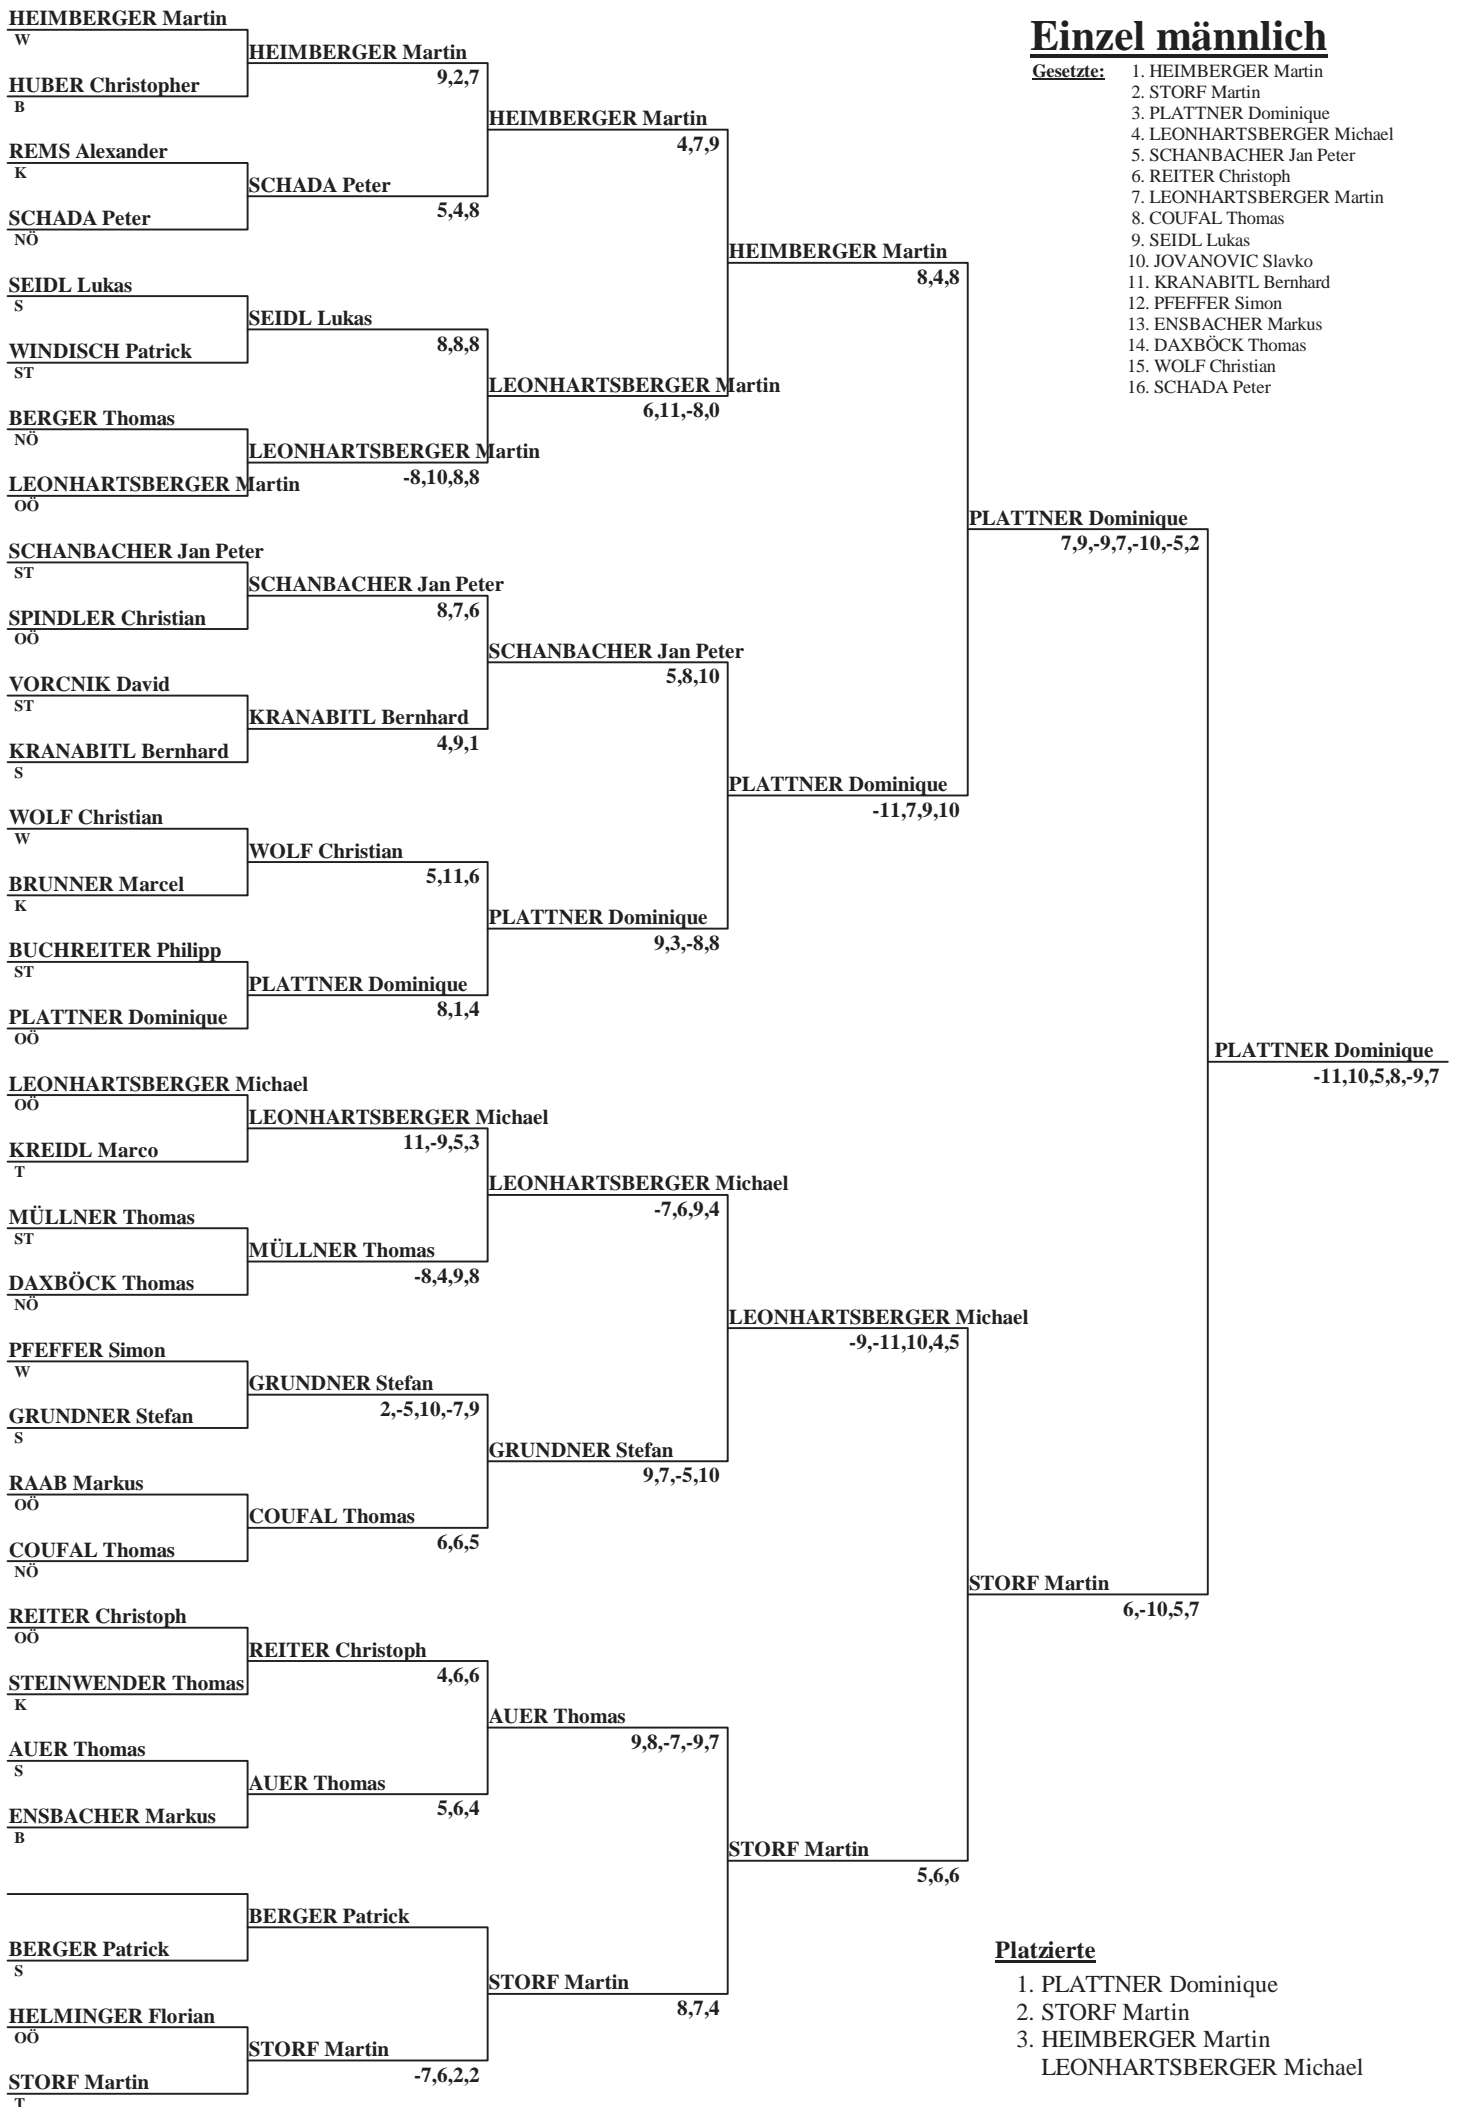 HEIMBERGER Martin
W
HUBER Christopher
B
REMS Alexander
K
SCHADA Peter
NÖ
SEIDL Lukas
S
WINDISCH Patrick
ST
BERGER Thomas
NÖ
LEONHARTSBERGER Martin
OÖ
SCHANBACHER Jan Peter
ST
SPINDLER Christian
OÖ
VORCNIK David
ST
KRANABITL Bernhard
S
WOLF Christian
W
BRUNNER Marcel
K
BUCHREITER Philipp
ST
PLATTNER Dominique
OÖ
LEONHARTSBERGER Michael
OÖ
KREIDL Marco
T
MÜLLNER Thomas
ST
DAXBÖCK Thomas
NÖ
PFEFFER Simon
W
GRUNDNER Stefan
S
RAAB Markus
OÖ
COUFAL Thomas
NÖ
REITER Christoph
OÖ
STEINWENDER Thomas
K
AUER Thomas
S
ENSBACHER Markus
B
BERGER Patrick
S
HELMINGER Florian
OÖ
STORF Martin
T
HEIMBERGER Martin
9,2,7
SCHADA Peter
5,4,8
SEIDL Lukas
8,8,8
LEONHARTSBERGER Martin
-8,10,8,8
SCHANBACHER Jan Peter
8,7,6
KRANABITL Bernhard
4,9,1
WOLF Christian
5,11,6
PLATTNER Dominique
8,1,4
LEONHARTSBERGER Michael
11,-9,5,3
MÜLLNER Thomas
-8,4,9,8
GRUNDNER Stefan
2,-5,10,-7,9
COUFAL Thomas
6,6,5
REITER Christoph
4,6,6
AUER Thomas
5,6,4
BERGER Patrick
STORF Martin
-7,6,2,2
HEIMBERGER Martin
4,7,9
LEONHARTSBERGER Martin
6,11,-8,0
SCHANBACHER Jan Peter
5,8,10
PLATTNER Dominique
9,3,-8,8
LEONHARTSBERGER Michael
-7,6,9,4
GRUNDNER Stefan
9,7,-5,10
AUER Thomas
9,8,-7,-9,7
STORF Martin
8,7,4
HEIMBERGER Martin
8,4,8
PLATTNER Dominique
-11,7,9,10
LEONHARTSBERGER Michael
-9,-11,10,4,5
STORF Martin
5,6,6
PLATTNER Dominique
7,9,-9,7,-10,-5,2
STORF Martin
6,-10,5,7
PLATTNER Dominique
-11,10,5,8,-9,7
Einzel männlich
Gesetzte: 1. HEIMBERGER Martin
2. STORF Martin
3. PLATTNER Dominique
4. LEONHARTSBERGER Michael
5. SCHANBACHER Jan Peter
6. REITER Christoph
7. LEONHARTSBERGER Martin
8. COUFAL Thomas
9. SEIDL Lukas
10. JOVANOVIC Slavko
11. KRANABITL Bernhard
12. PFEFFER Simon
13. ENSBACHER Markus
14. DAXBÖCK Thomas
15. WOLF Christian
16. SCHADA Peter
Platzierte
1. PLATTNER Dominique
2. STORF Martin
3. HEIMBERGER Martin
LEONHARTSBERGER Michael